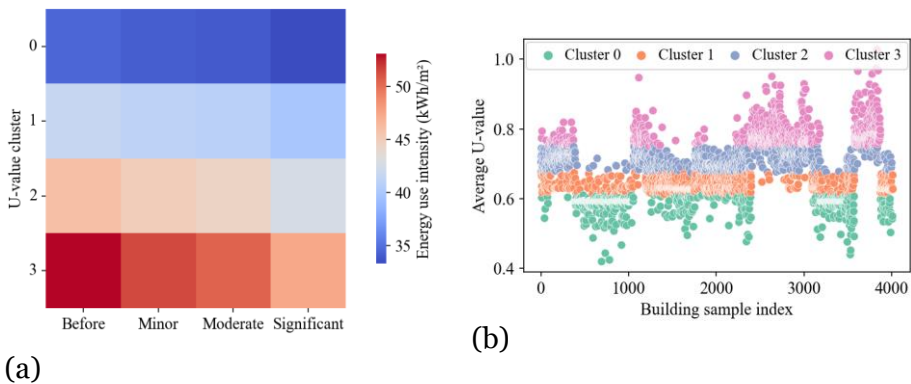 0
1
2
3
U-value cluster
Before Minor Moderate Significant
50
45
40
35
Energy use intensity (kWh/m²)
(a)
Cluster 0 Cluster 1 Cluster 2 Cluster 3
1.0
0.8
0.6
0.4
Average U-value
0 1000 2000 3000 4000
Building sample index
(b)